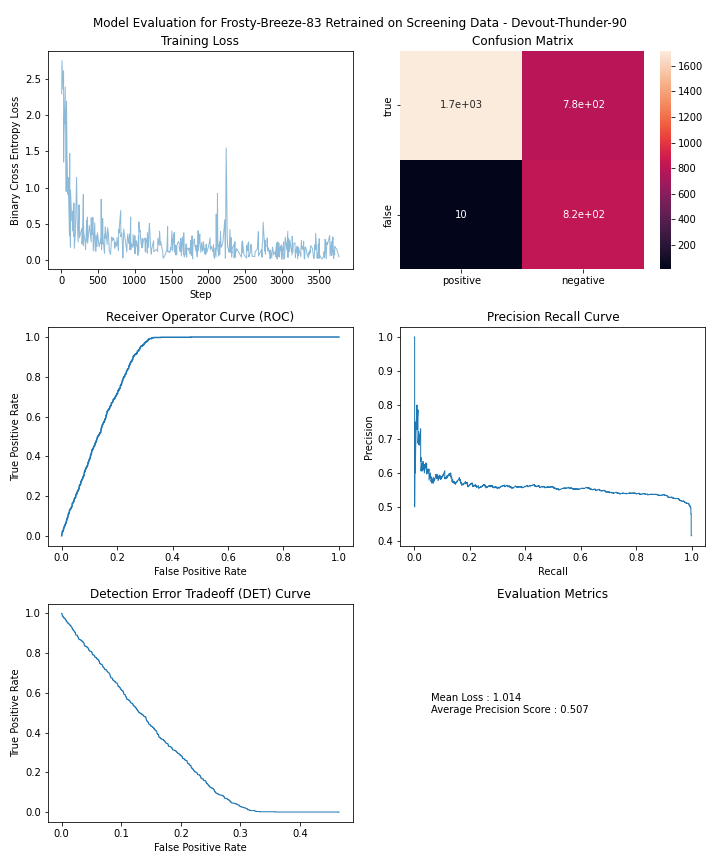 Model Evaluation for Frosty-Breeze-83 Retrained on Screening Data - Devout-Thunder-90
Training Loss
Binary Cross Entropy Loss
2.5
2.0
1.5
1.0
0.5
0.0
0 500 1000 1500 2000 2500 3000 3500
Step
Confusion Matrix
true
false
1.7e+03 7.8e+02
10 8.2e+02
positive negative
1600
1400
1200
1000
800
600
400
200
Receiver Operator Curve (ROC)
True Positive Rate
1.0
0.8
0.6
0.4
0.2
0.0
0.0 0.2 0.4 0.6 0.8 1.0
False Positive Rate
Precision Recall Curve
Precision
1.0
0.9
0.8
0.7
0.6
0.5
0.4
0.0 0.2 0.4 0.6 0.8 1.0
Recall
Detection Error Tradeoff (DET) Curve
True Positive Rate
1.0
0.8
0.6
0.4
0.2
0.0
0.0 0.1 0.2 0.3 0.4
False Positive Rate
Evaluation Metrics
Mean Loss : 1.014
Average Precision Score : 0.507